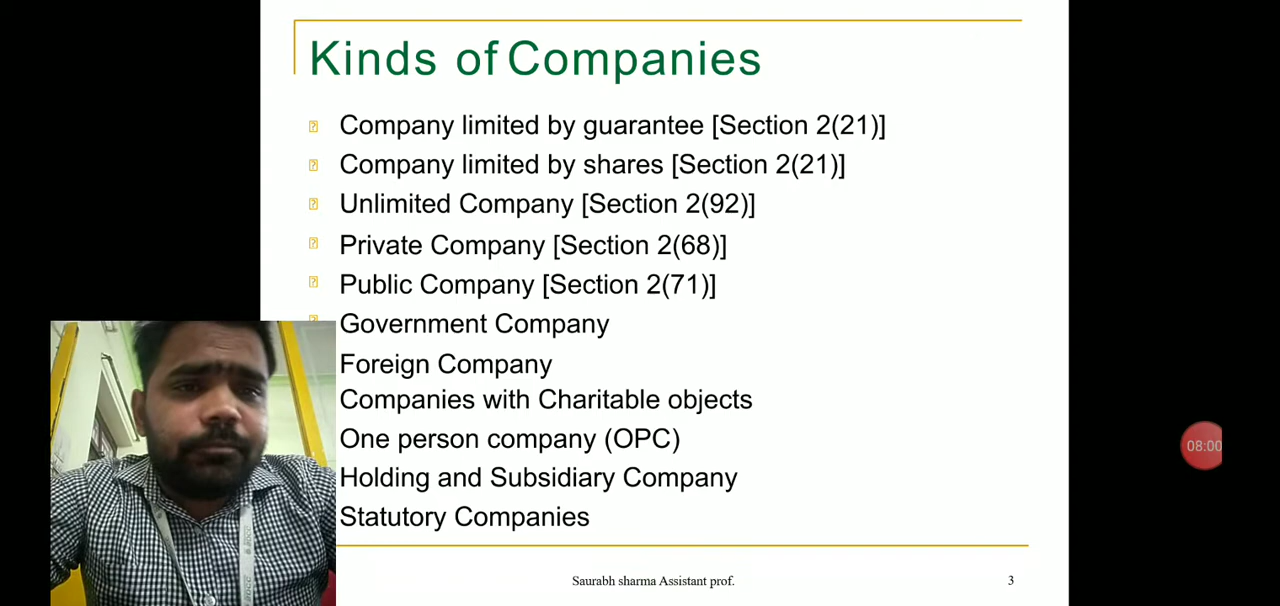 Kinds of Companies
Company limited by guarantee [Section 2(21)]
Company limited by shares [Section 2(21)]
Unlimited Company [Section 2(92)]
Private Company [Section 2(68)]
Public Company [Section 2(71)]
Government Company
Foreign Company
Companies with Charitable objects
One person company (OPC)
Holding and Subsidiary Company
Statutory Companies
Saurabh sharma Assistant prof.
3
08:00